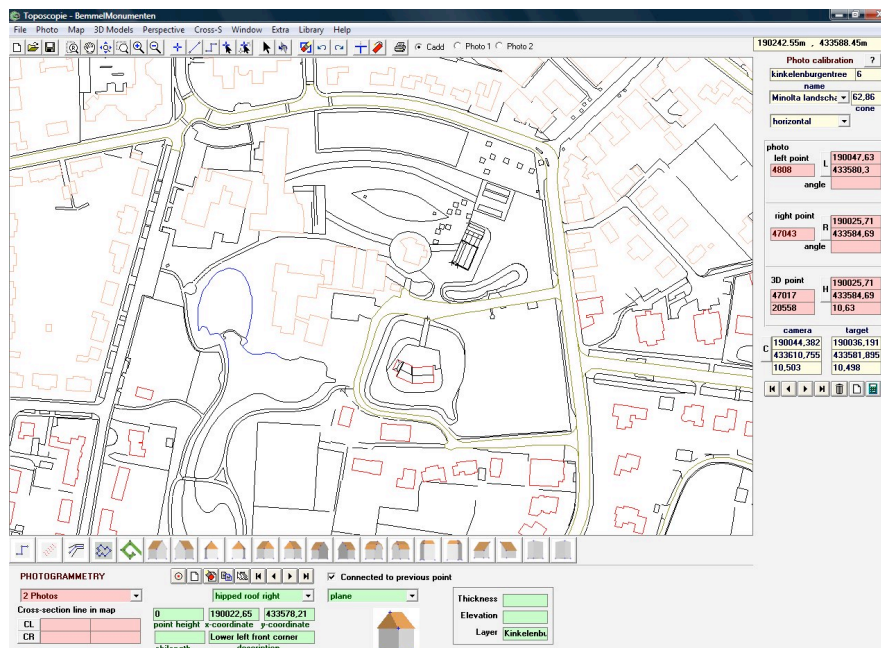 Toposcopie - BemmelMonumenten
File Photo Map 3D Models Perspective Cross-S Window Extra Library Help
Cadd Photo 1 Photo 2
190242.55m , 433588.45m
Photo calibration ?
kinkelenburgentree 6
name
Minolta landscha 62,86
cone
horizontal
photo
left point L 190047,63
4808 433580,3
angle
right point R 190025,71
47043 433584,69
angle
3D point H 190025,71
47017 433584,69
20558 10,63
camera target
C 190044,382 190036,191
433610,755 433581,895
10,503 10,498
PHOTOGRAMMETRY
Connected to previous point
2 Photos hipped roof right plane
Cross-section line in map
0 190022,65 433578,21
CL point height x-coordinate y-coordinate
CR Lower left front corner
description
Thickness
Elevation
Layer Kinkelenbu